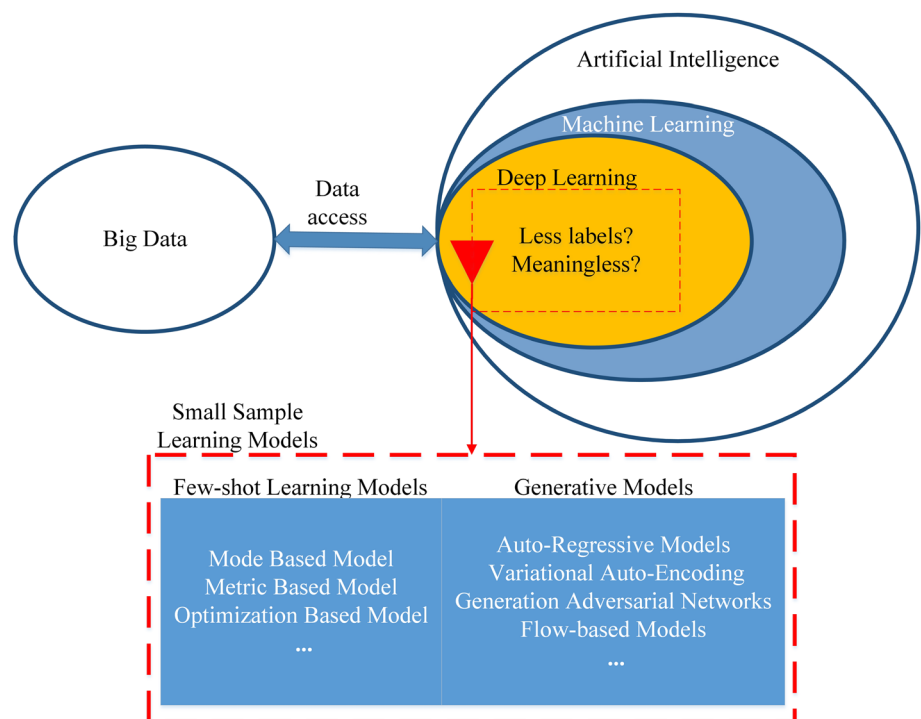 Artificial Intelligence
Machine Learning
Deep Learning
Data
access
Big Data
Less labels?
Meaningless?
Small Sample
Learning Models
Few-shot Learning Models
Generative Models
Mode Based Model
Metric Based Model
Optimization Based Model
...
Auto-Regressive Models
Variational Auto-Encoding
Generation Adversarial Networks
Flow-based Models
...